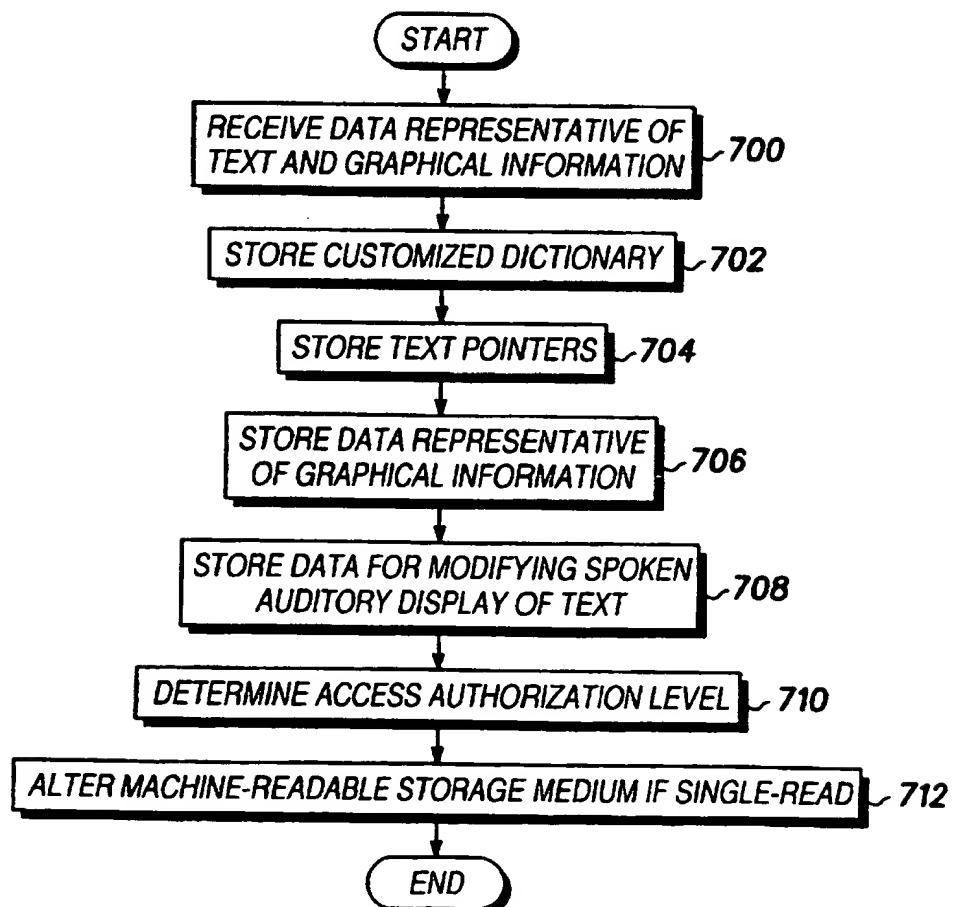 START
RECEIVE DATA REPRESENTATIVE OF
TEXT AND GRAPHICAL INFORMATION
700
STORE CUSTOMIZED DICTIONARY
702
STORE TEXT POINTERS
704
STORE DATA REPRESENTATIVE
OF GRAPHICAL INFORMATION
706
STORE DATA FOR MODIFYING SPOKEN
AUDITORY DISPLAY OF TEXT
708
DETERMINE ACCESS AUTHORIZATION LEVEL
710
ALTER MACHINE-READABLE STORAGE MEDIUM IF SINGLE-READ
712
END